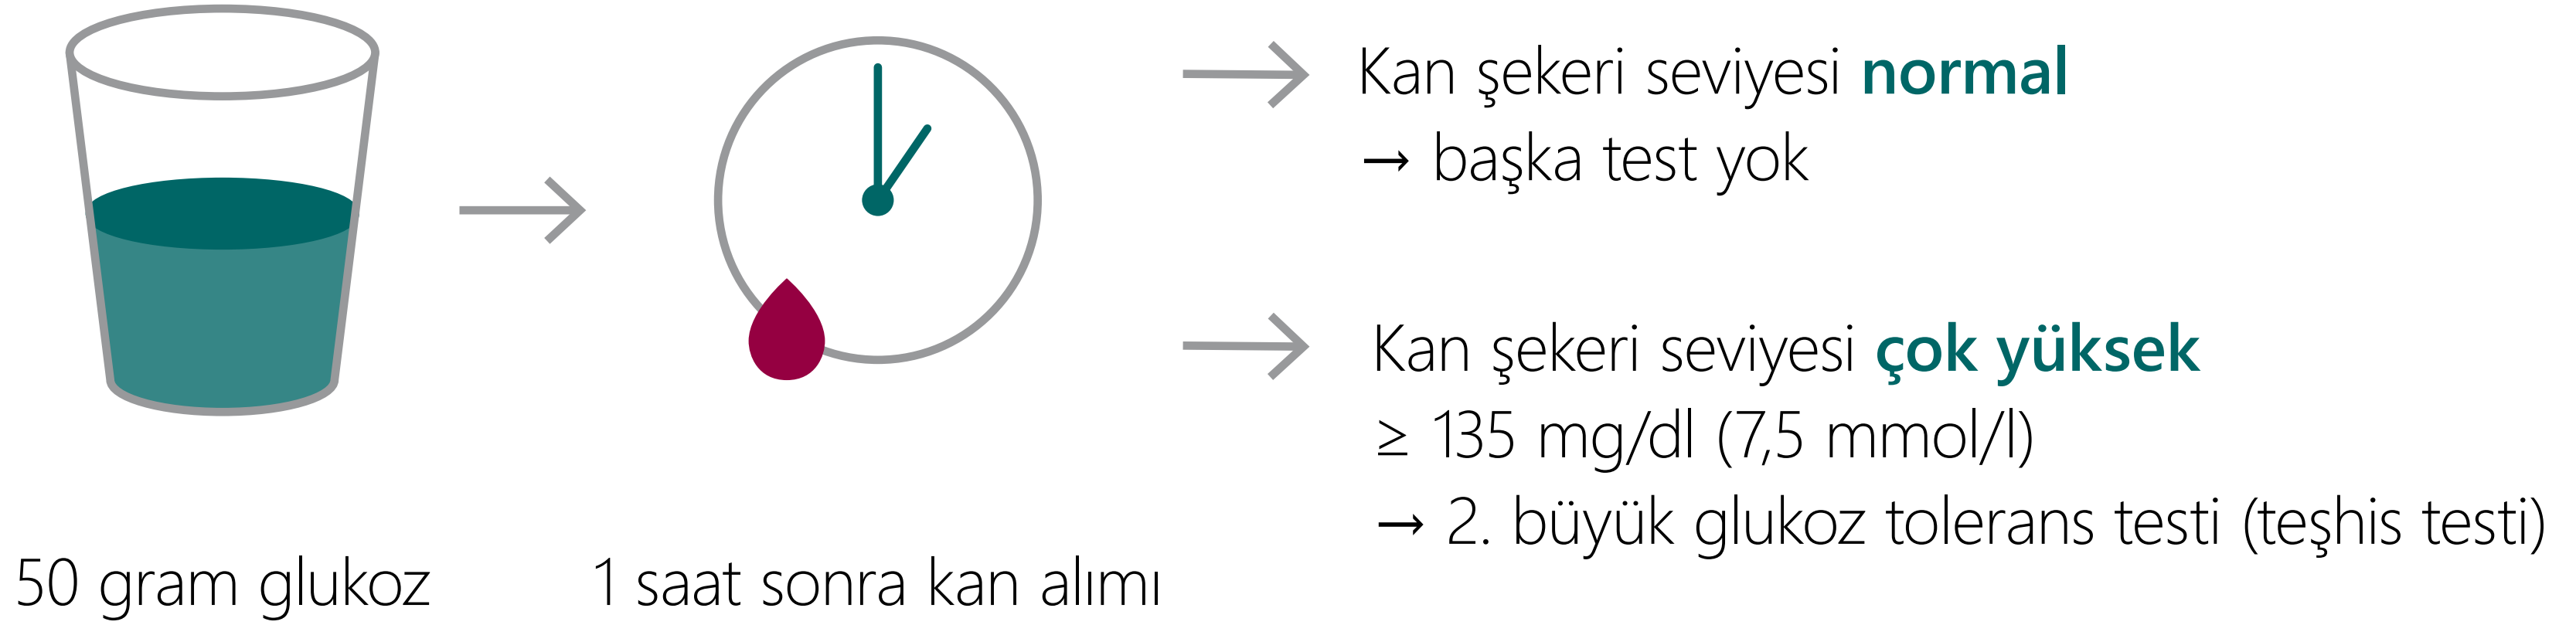 50 gram glukoz
1 saat sonra kan alımı
Kan şekeri seviyesi normal
→ başka test yok
Kan şekeri seviyesi çok yüksek
≥ 135 mg/dl (7,5 mmol/l)
→ 2. büyük glukoz tolerans testi (teşhis testi)